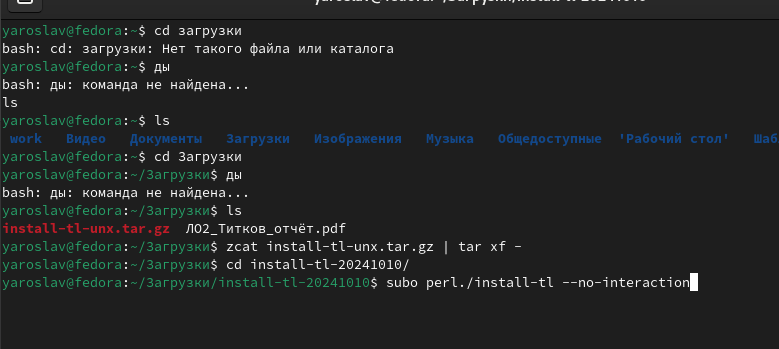 yaroslav@fedora:~$ cd загрузки
bash: cd: загрузки: Нет такого файла или каталога
yaroslav@fedora:~$ ды
bash: ды: команда не найдена...
ls
yaroslav@fedora:~$ ls
work Видео Документы Загрузки Изображения Музыка Общедоступные 'Рабочий стол' Шаб
yaroslav@fedora:~$ cd Загрузки
yaroslav@fedora:~/Загрузки$ ды
bash: ды: команда не найдена...
yaroslav@fedora:~/Загрузки$ ls
install-tl-unx.tar.gz ЛО2_Титков_отчёт.pdf
yaroslav@fedora:~/Загрузки$ zcat install-tl-unx.tar.gz | tar xf -
yaroslav@fedora:~/Загрузки$ cd install-tl-20241010/
yaroslav@fedora:~/Загрузки/install-tl-20241010$ subo perl./install-tl --no-interaction